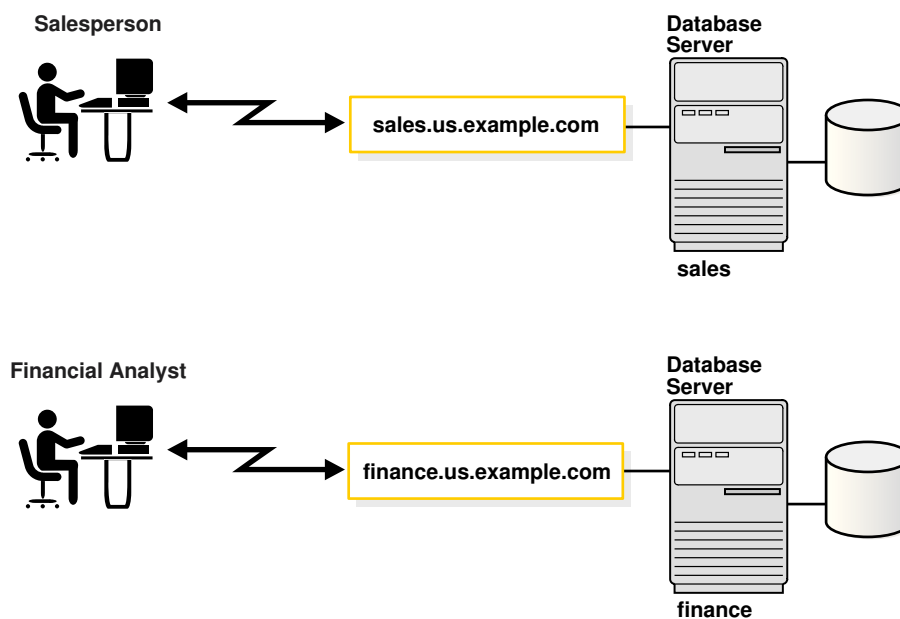 Salesperson
Database
Server
sales.us.example.com
sales
Financial Analyst
Database
Server
finance.us.example.com
finance